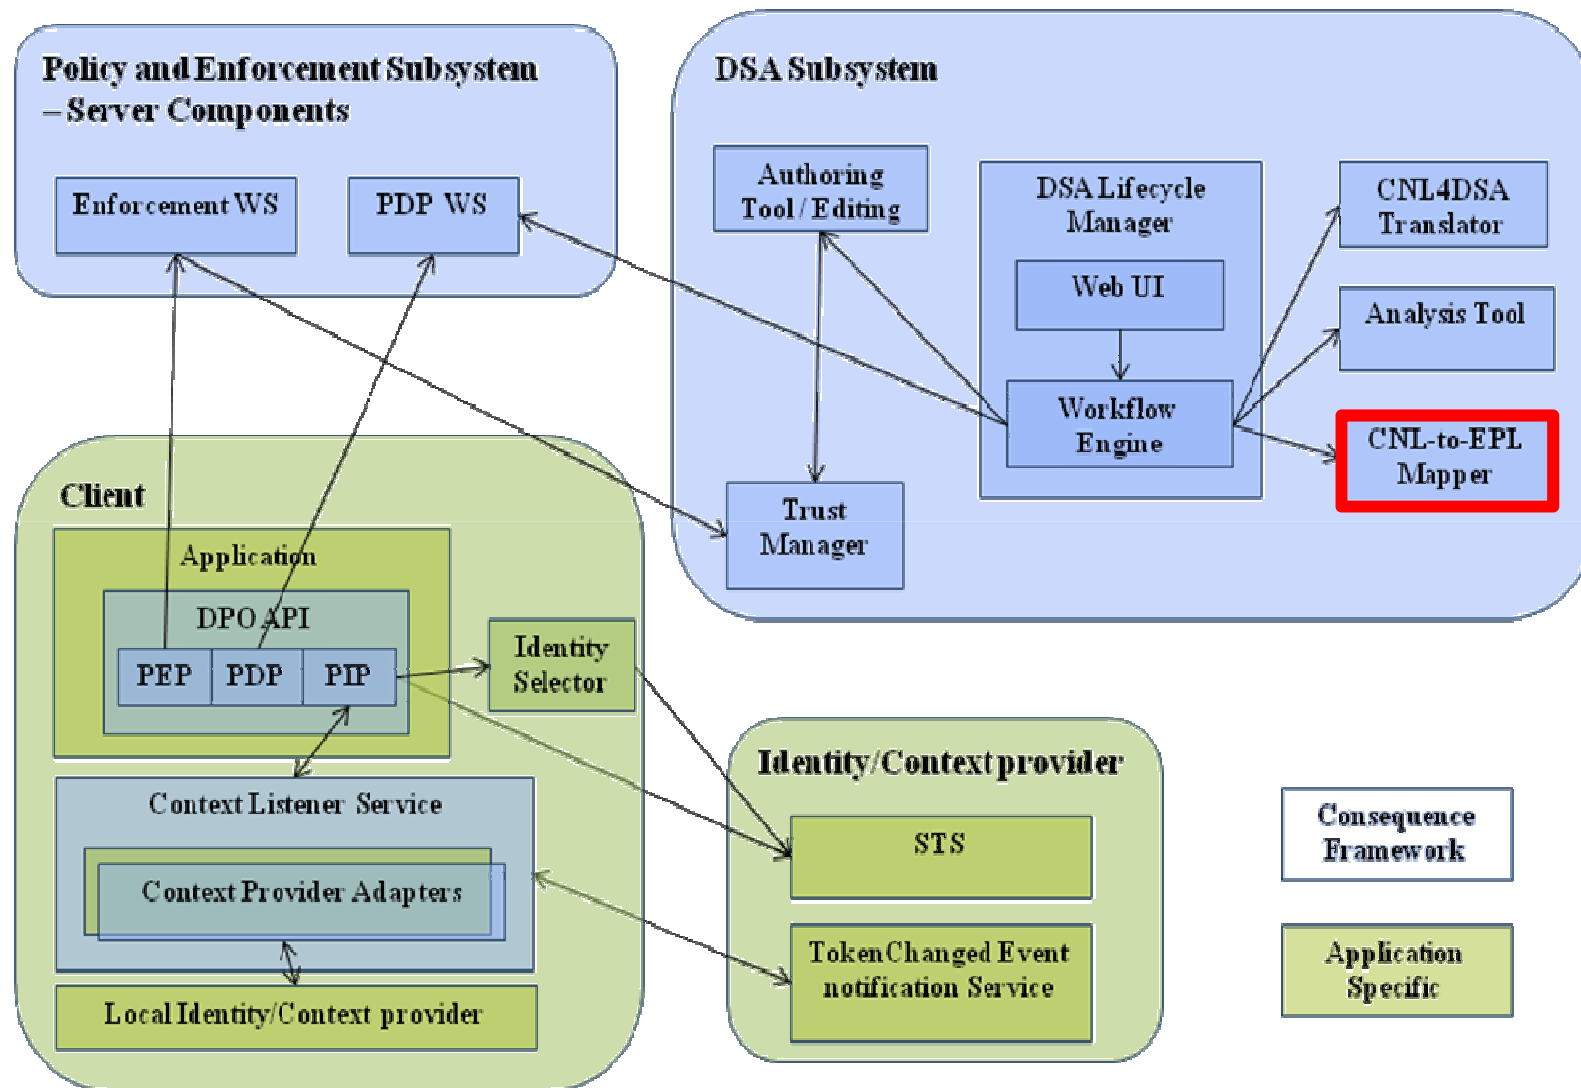 Policy and Enforcement Subsystem
– Server Components
Enforcement WS
PDP WS
DSA Subsystem
Authoring
Tool / Editing
DSA Lifecycle
Manager
Web UI
Workflow
Engine
CNL4DSA
Translator
Analysis Tool
CNL-to-EPL
Mapper
Trust
Manager
Client
Application
DPO API
PEP
PDP
PIP
Identity
Selector
Context Listener Service
Context Provider Adapters
Local Identity/Context provider
Identity/Context provider
STS
TokenChanged Event
notification Service
Consequence
Framework
Application
Specific